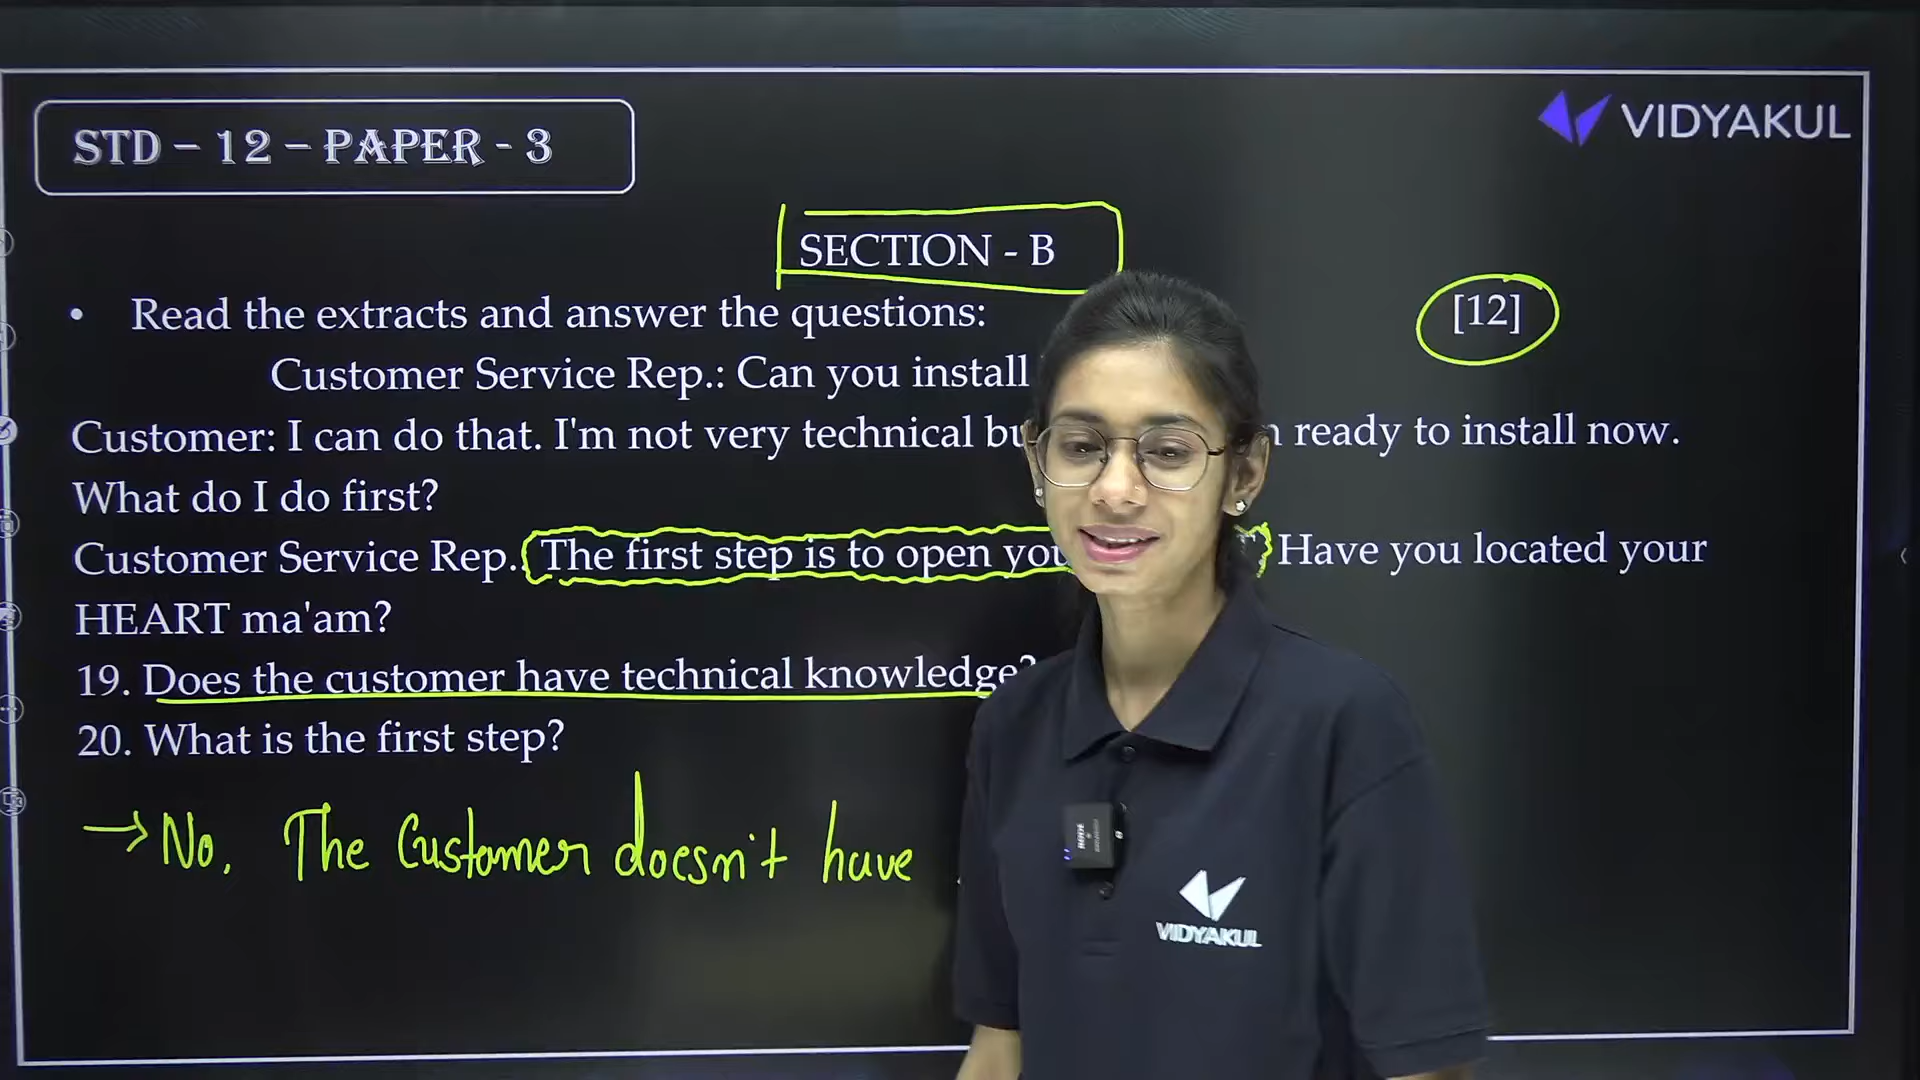 STD – 12 – PAPER - 3
VIDYAKUL
SECTION - B
• Read the extracts and answer the questions: [12]
Customer Service Rep.: Can you install
Customer: I can do that. I'm not very technical ready to install now.
What do I do first?
Customer Service Rep.: The first step is to open Have you located your
HEART ma'am?
19. Does the customer have technical knowledge?
20. What is the first step?
→ No. The Customer doesn't have
RODE
VIDYAKUL